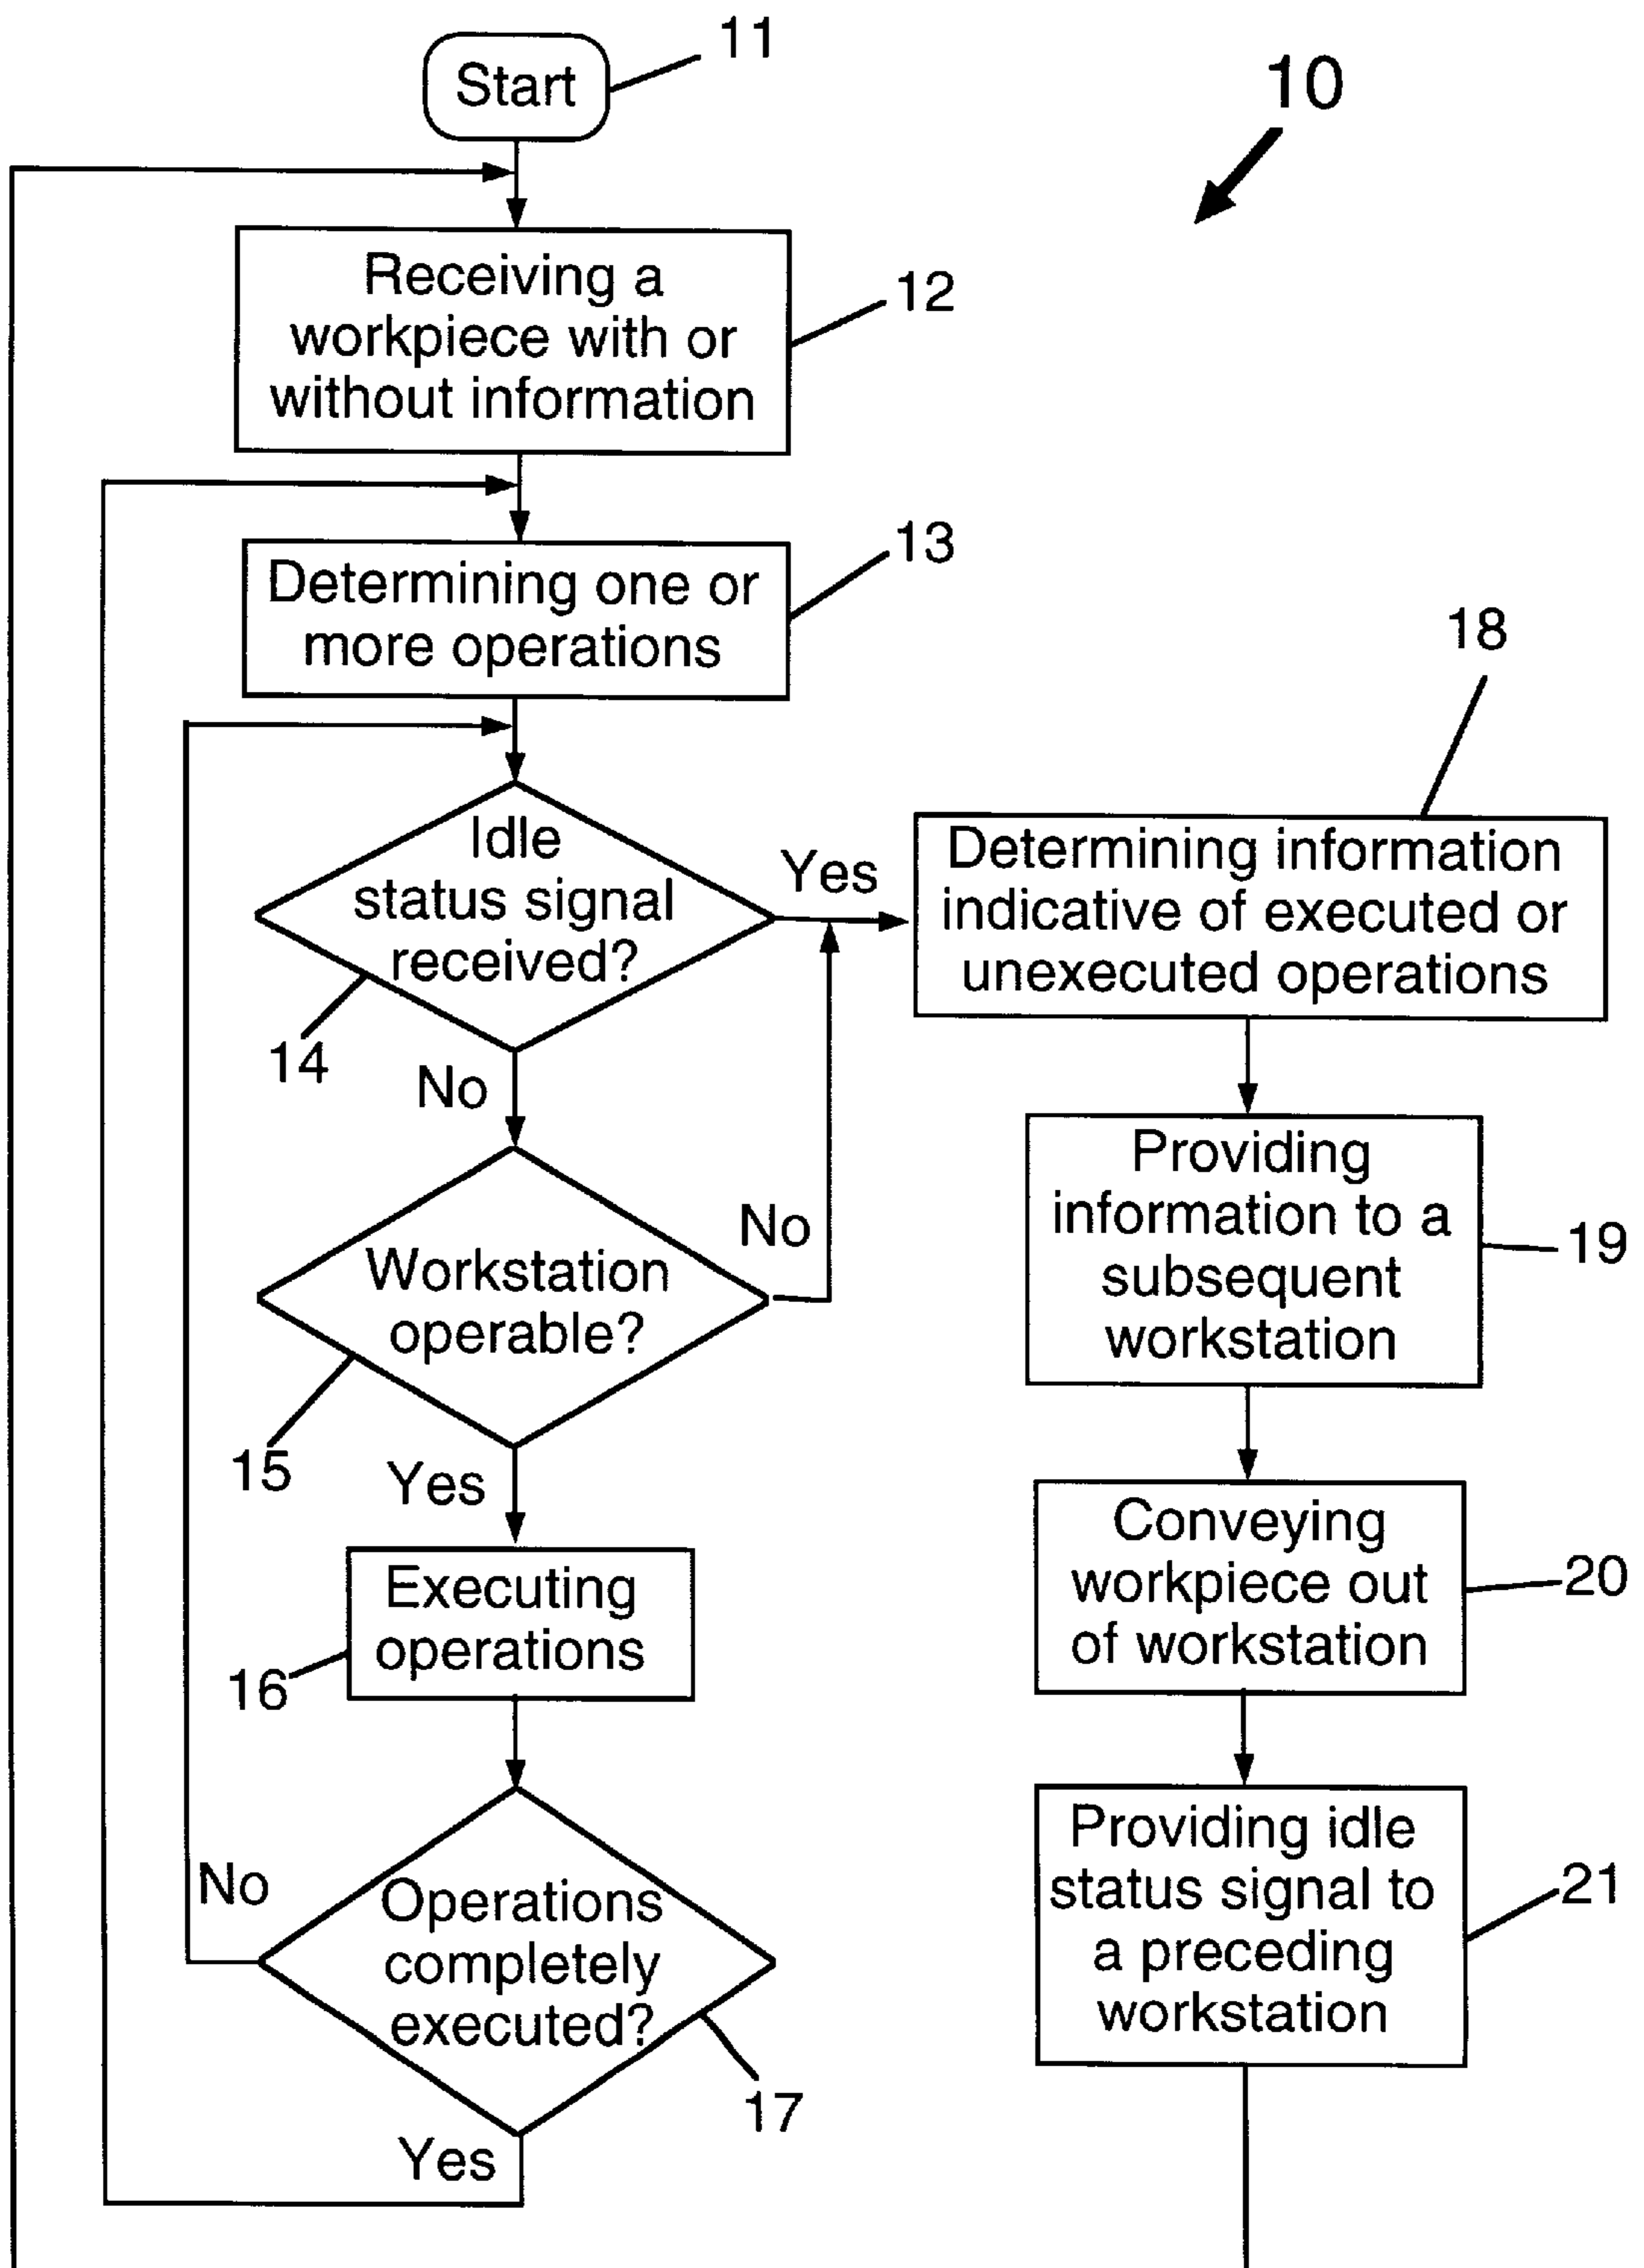 11
Start
10
Receiving a
workpiece with or
without information
12
Determining one or
more operations
13
Idle
status signal
received?
14
Yes
No
18
Determining information
indicative of executed or
unexecuted operations
Workstation
operable?
15
No
Yes
Providing
information to a
subsequent
workstation
19
Executing
operations
16
Conveying
workpiece out
of workstation
20
Operations
completely
executed?
17
No
Yes
Providing idle
status signal to
a preceding
workstation
21